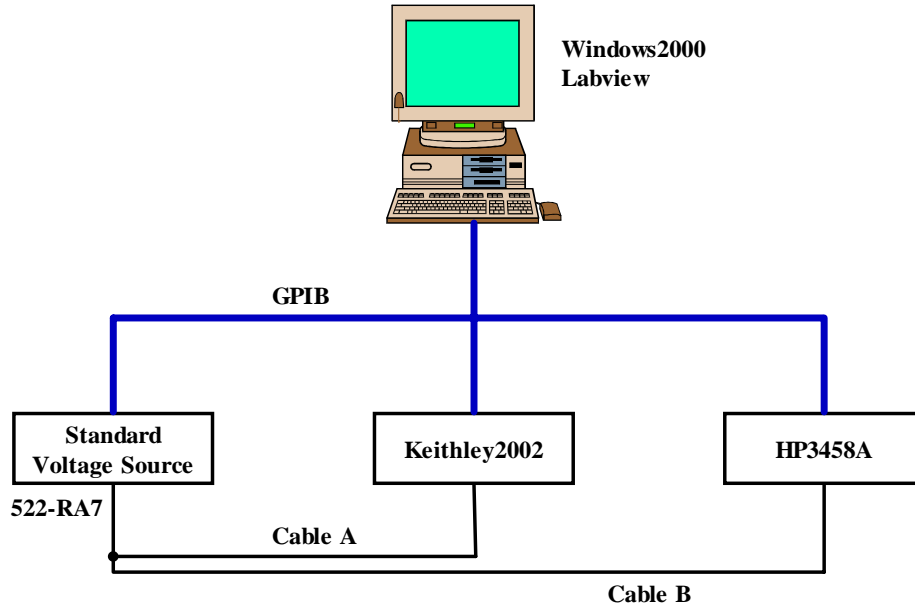 Windows2000
Labview
GPIB
Standard
Voltage Source
Keithley2002
HP3458A
522-RA7
Cable A
Cable B